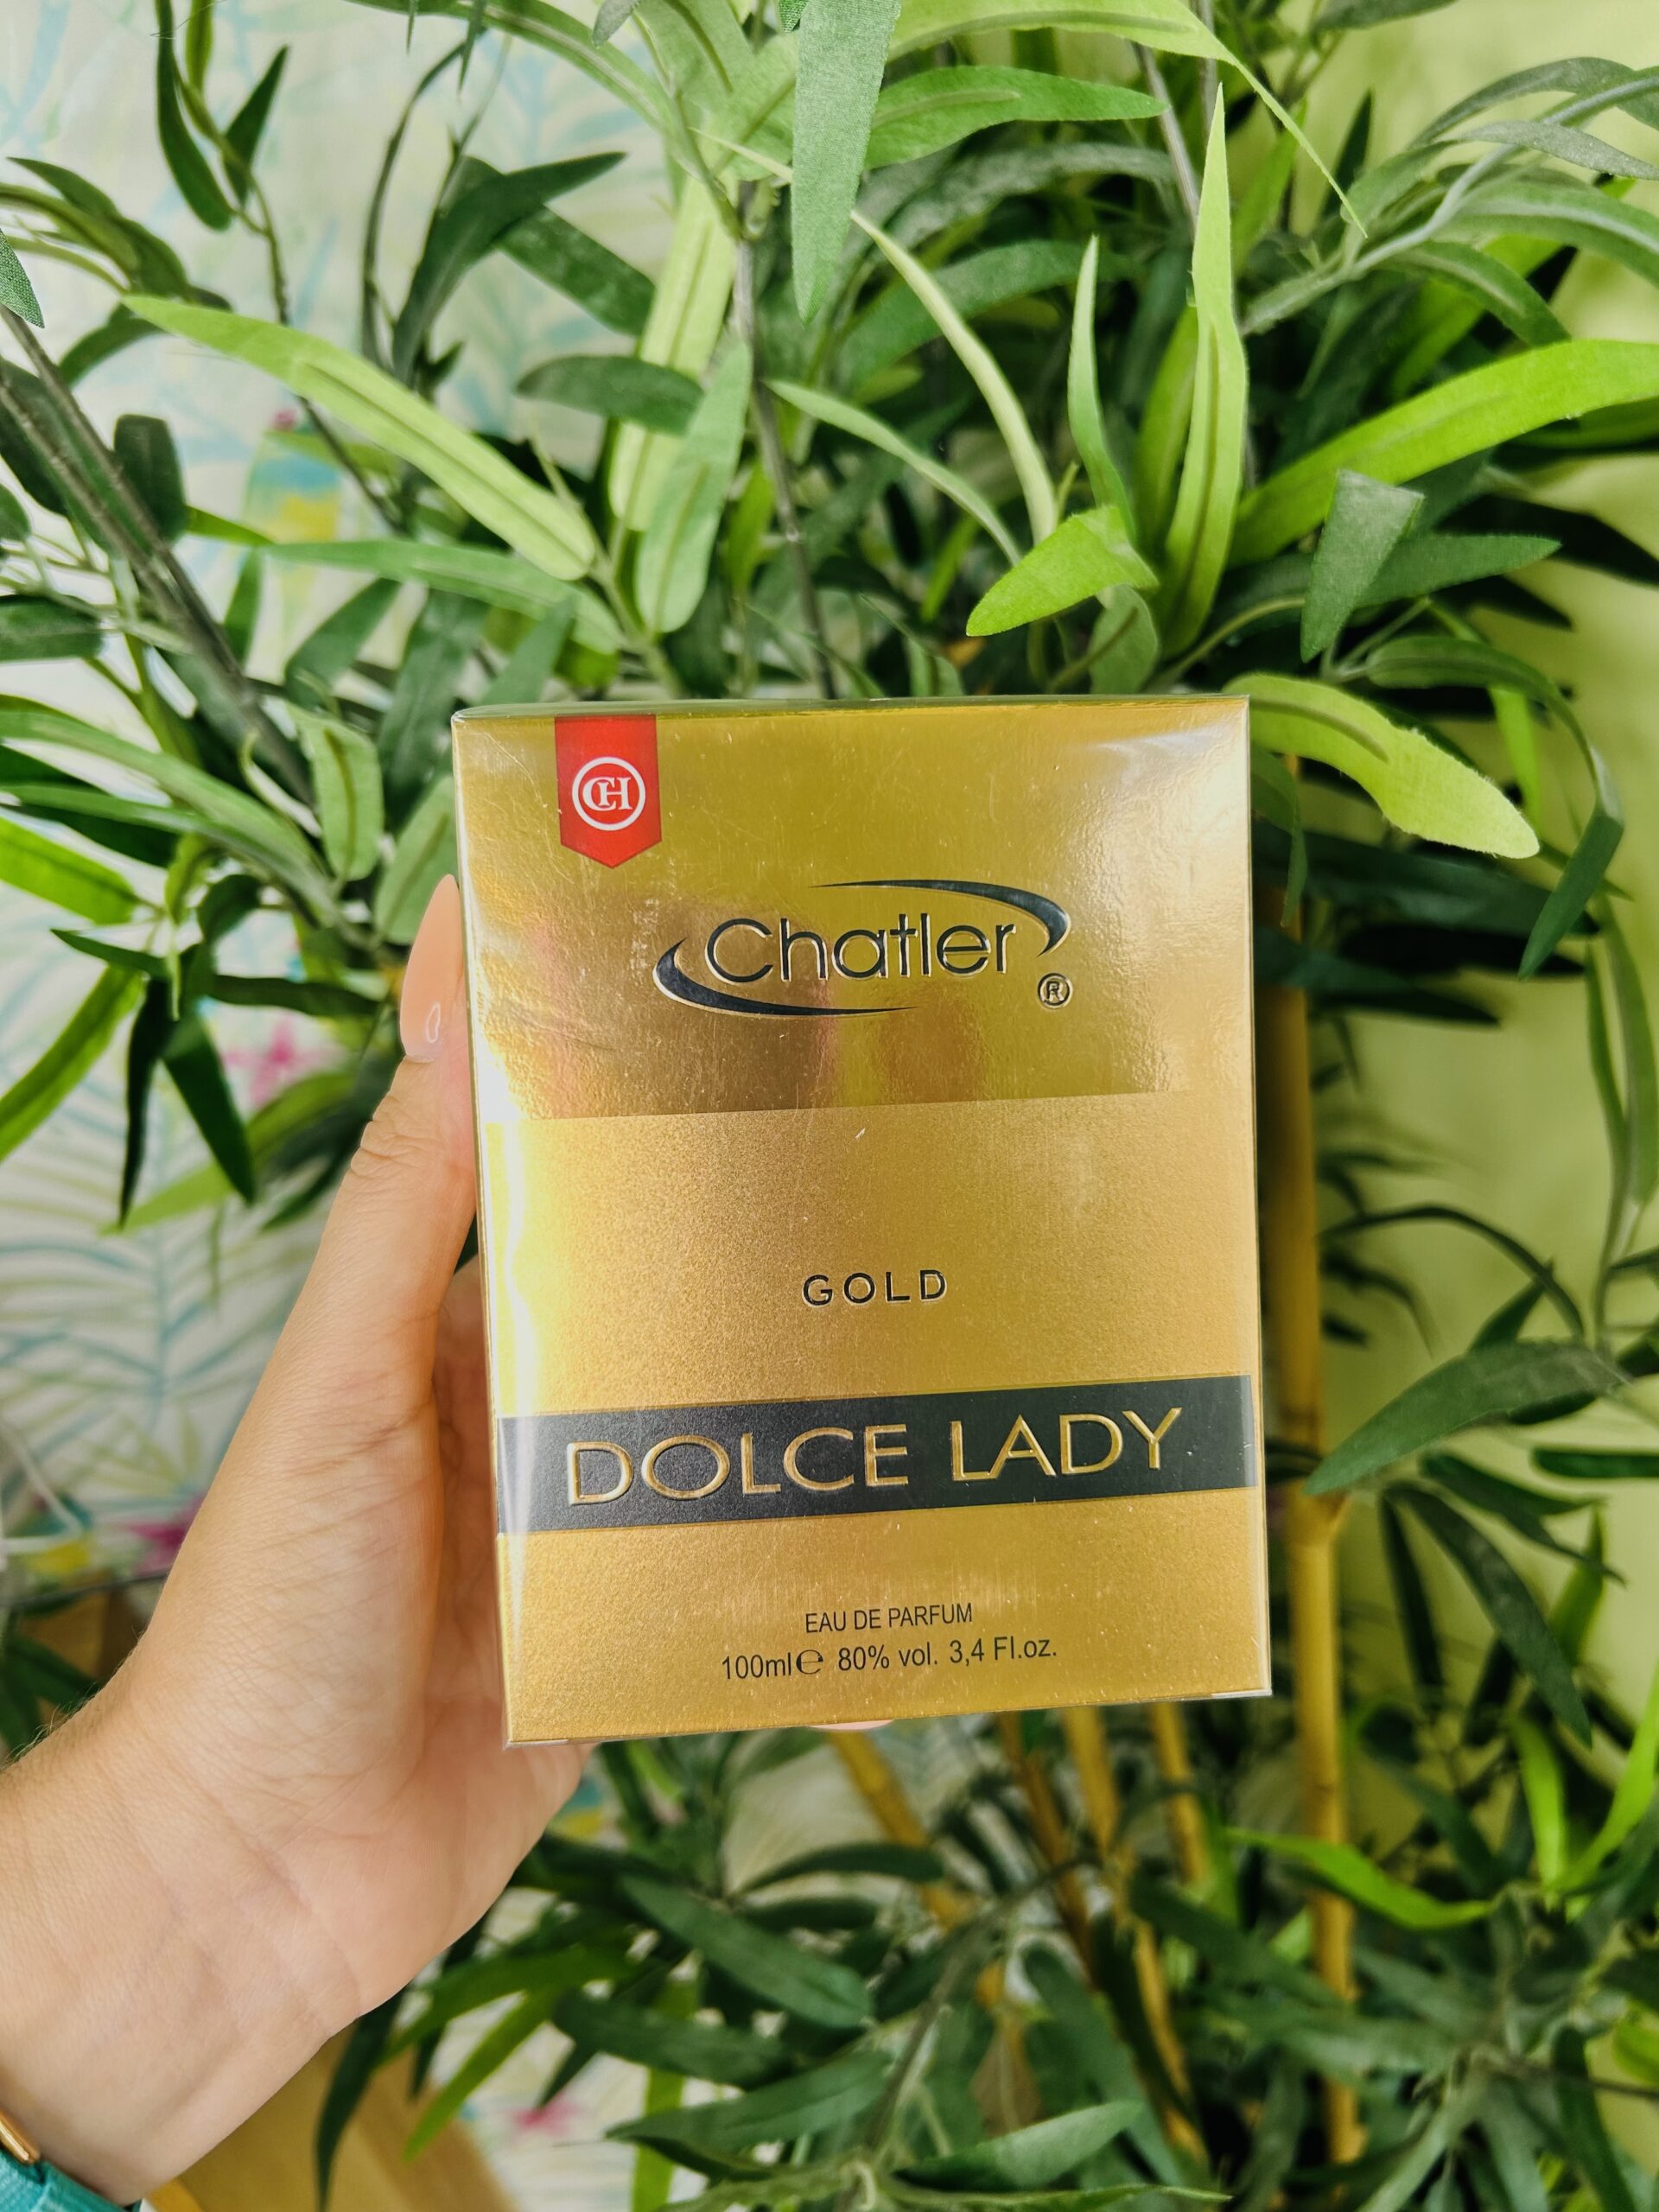 CH
Chatler
®
GOLD
DOLCE LADY
EAU DE PARFUM
100ml℮ 80% vol. 3,4 Fl.oz.